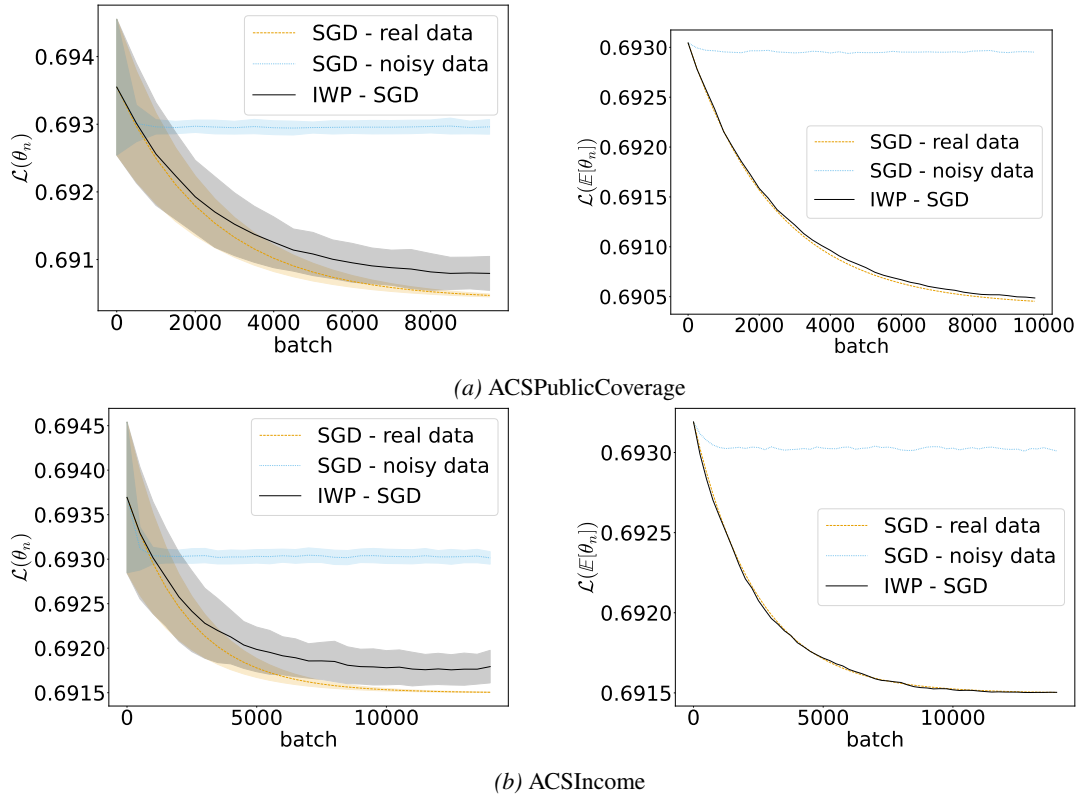 0.694
0.693
0.692
0.691
ℒ(θₙ)
SGD - real data
SGD - noisy data
IWP - SGD
0 2000 4000 6000 8000
batch
0.6930
0.6925
0.6920
0.6915
0.6910
0.6905
ℒ(𝔼[θₙ])
SGD - real data
SGD - noisy data
IWP - SGD
0 2000 4000 6000 8000 10000
batch
(a) ACSPublicCoverage
0.6945
0.6940
0.6935
0.6930
0.6925
0.6920
0.6915
ℒ(θₙ)
SGD - real data
SGD - noisy data
IWP - SGD
0 5000 10000
batch
0.6930
0.6925
0.6920
0.6915
ℒ(𝔼[θₙ])
SGD - real data
SGD - noisy data
IWP - SGD
0 5000 10000
batch
(b) ACSIncome